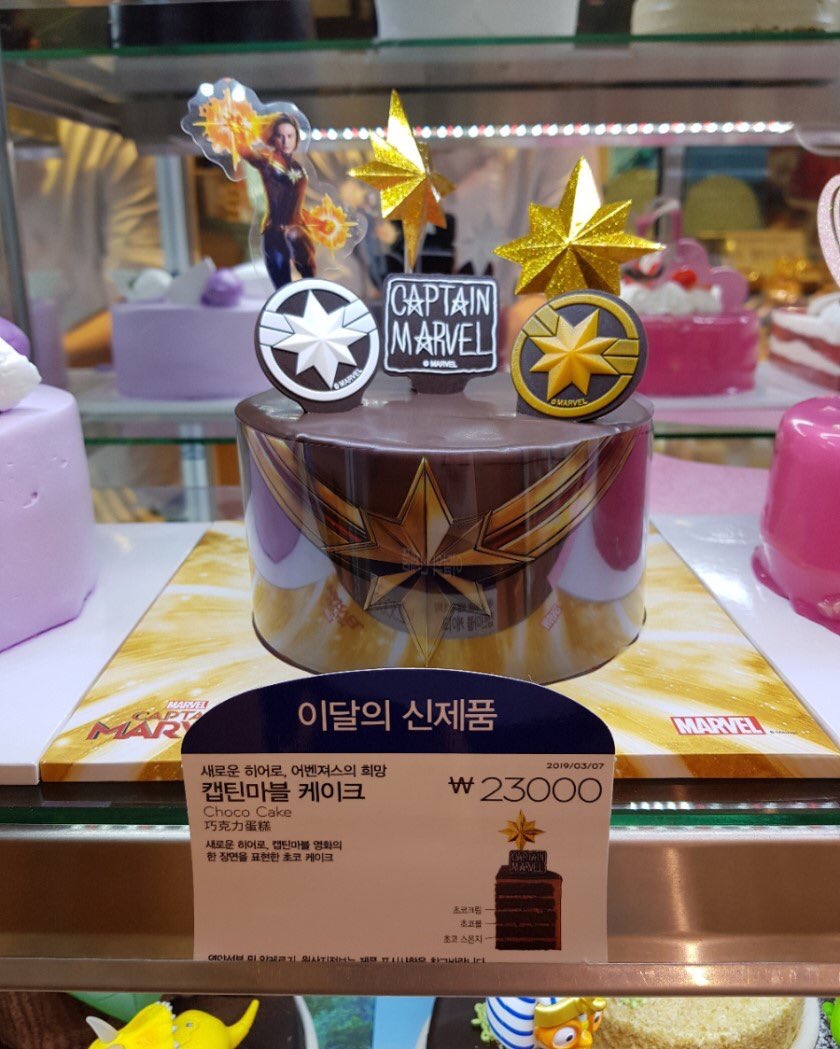 CAPTAIN
MARVEL
© MARVEL
© MARVEL
© MARVEL
MARVEL
MARVEL
이달의 신제품
새로운 히어로, 어벤져스의 희망
캡틴마블 케이크
Choco Cake
巧克力蛋糕
새로운 히어로, 캡틴마블 영화의
한 장면을 표현한 초코 케이크
2019/03/07
₩ 23000
CAPTAIN
MARVEL
초코크림
초코볼
초코 스폰지